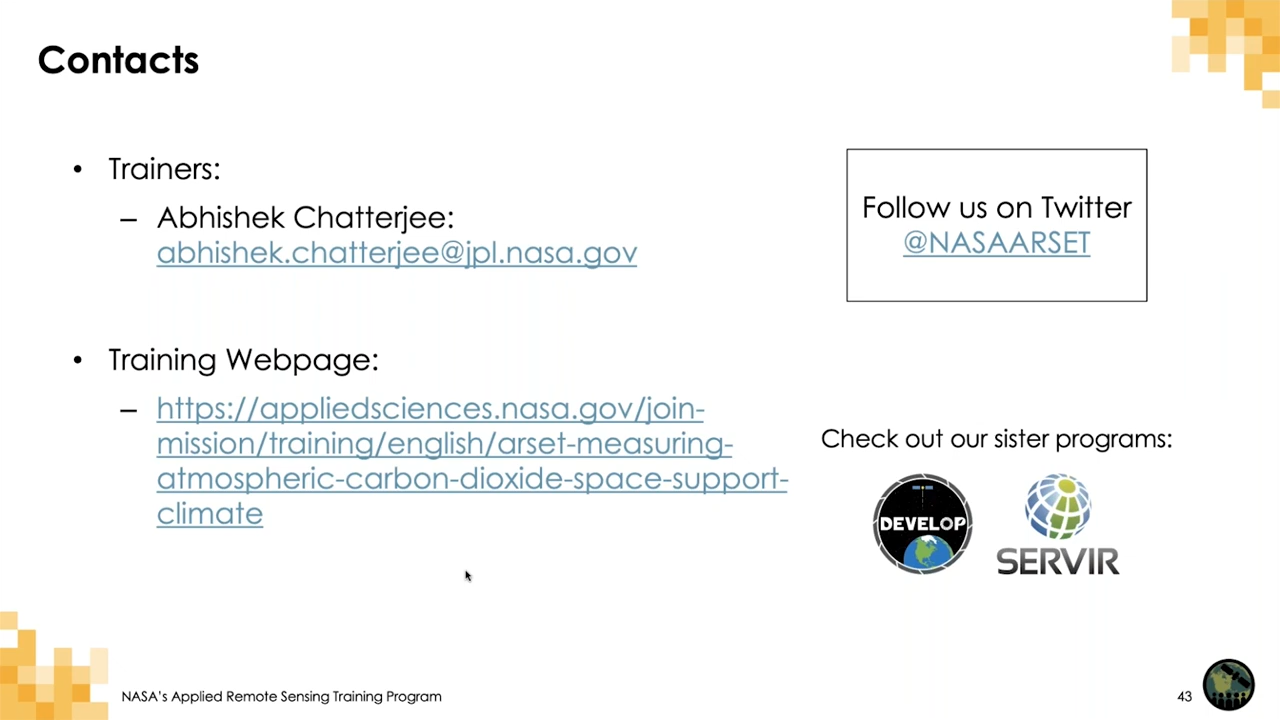 Contacts
• Trainers:
– Abhishek Chatterjee:
abhishek.chatterjee@jpl.nasa.gov
• Training Webpage:
– https://appliedsciences.nasa.gov/join-
mission/training/english/arset-measuring-
atmospheric-carbon-dioxide-space-support-
climate
Follow us on Twitter
@NASAARSET
Check out our sister programs:
DEVELOP
SERVIR
NASA's Applied Remote Sensing Training Program
43